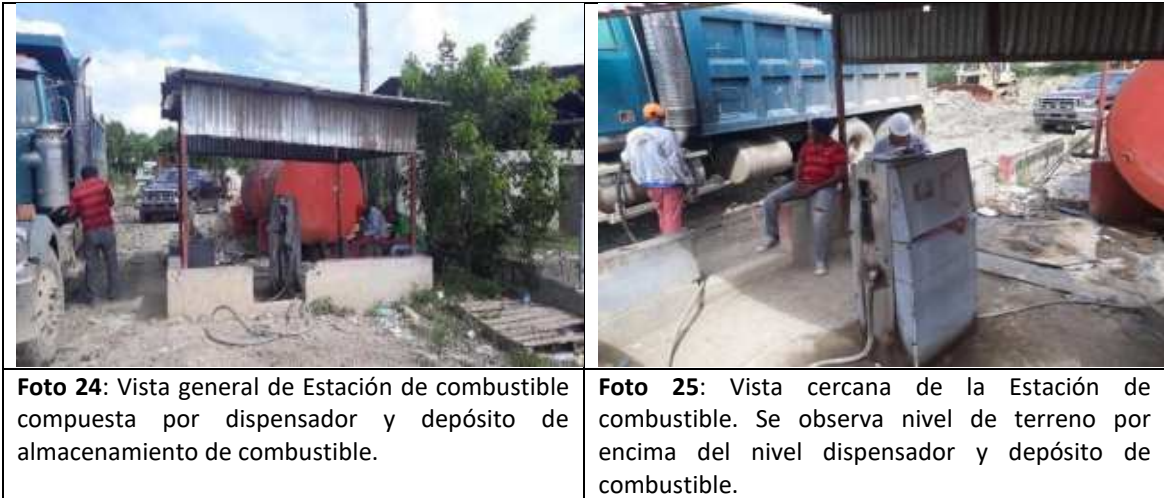 Foto 24: Vista general de Estación de combustible
compuesta por dispensador y depósito de
almacenamiento de combustible.
Foto 25: Vista cercana de la Estación de
combustible. Se observa nivel de terreno por
encima del nivel dispensador y depósito de
combustible.